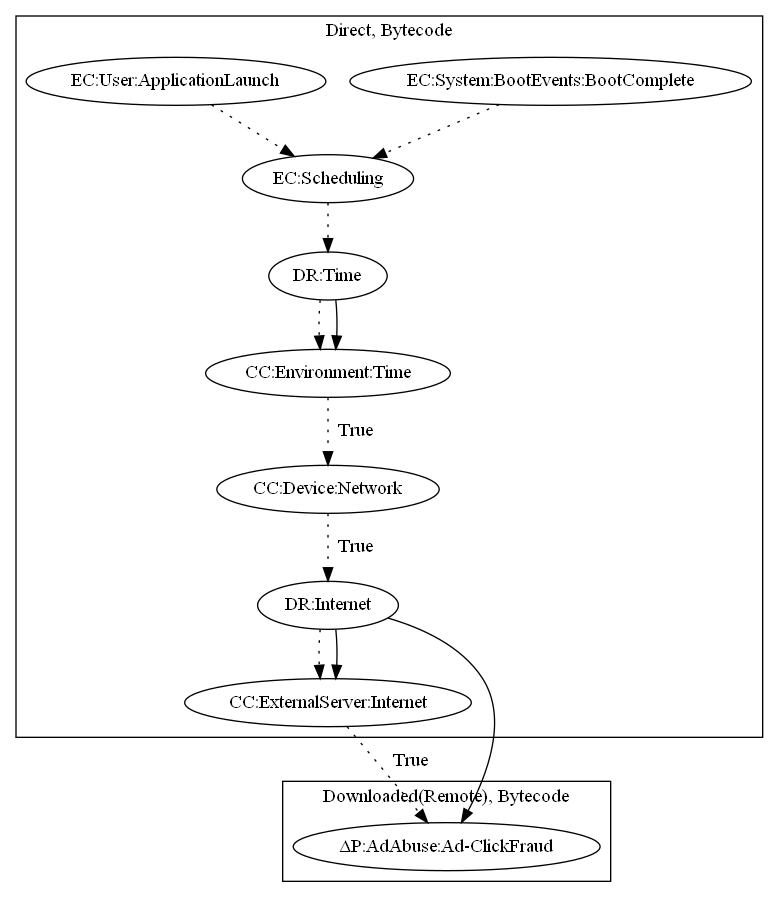 Direct, Bytecode
EC:User:ApplicationLaunch
EC:System:BootEvents:BootComplete
EC:Scheduling
DR:Time
CC:Environment:Time
True
CC:Device:Network
True
DR:Internet
CC:ExternalServer:Internet
True
Downloaded(Remote), Bytecode
ΔP:AdAbuse:Ad-ClickFraud